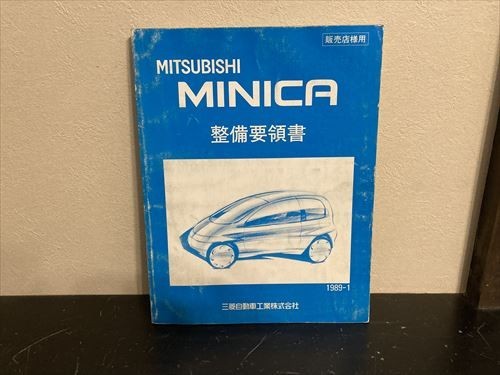 販売店様用
MITSUBISHI
MINICA
整備要領書
1989-1
三菱自動車工業株式会社